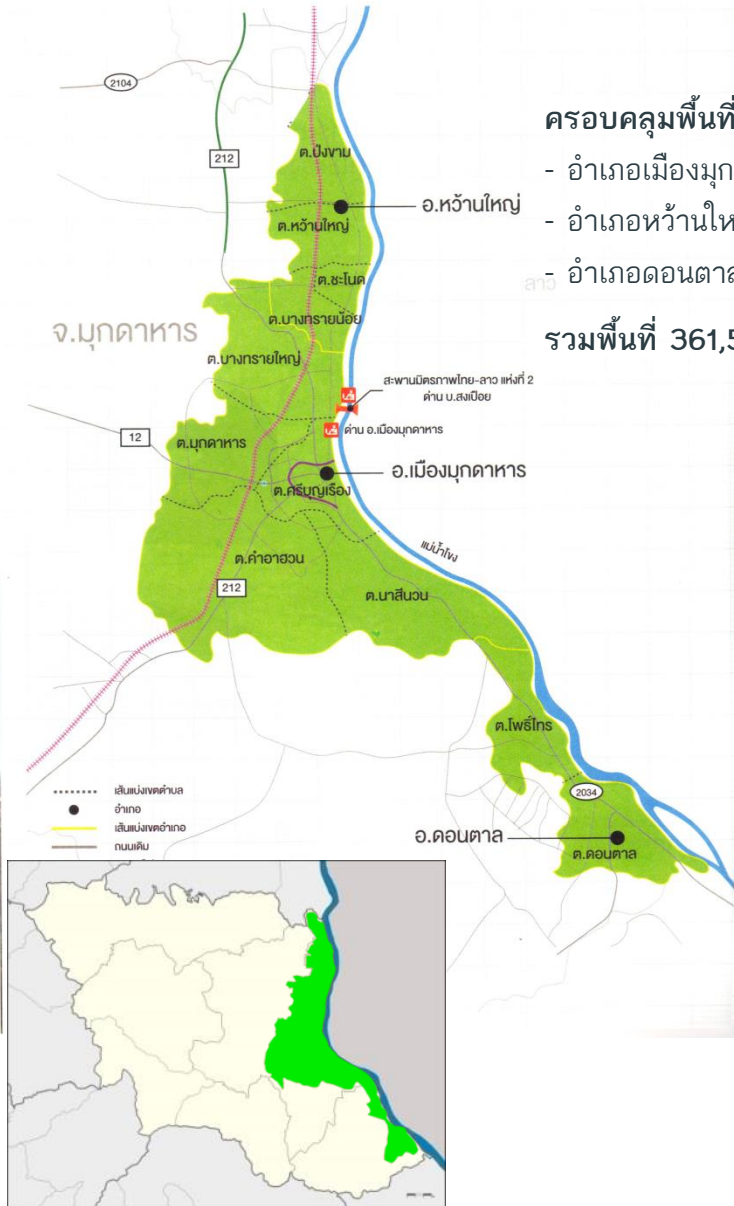 2104
212
ต.ป่งขาม
ครอบคลุมพื้นที่
- อำเภอเมืองมุก
- อำเภอหว้านให
- อำเภอดอนตาล
รวมพื้นที่ 361,5
อ.หว้านใหญ่
ต.หว้านใหญ่
ต.ชะโนด
ลาว
จ.มุกดาหาร
ต.บางทรายน้อย
ต.บางทรายใหญ่
สะพานมิตรภาพไทย-ลาว แห่งที่ 2
ด่าน บ.สงเปือย
ด่าน อ.เมืองมุกดาหาร
12
ต.มุกดาหาร
อ.เมืองมุกดาหาร
ต.ศรีบุญเรือง
แม่น้ำโขง
ต.คำอาฮวน
212
ต.นาสีนวน
ต.โพธิ์ไทร
2034
อ.ดอนตาล
ต.ดอนตาล
เส้นแบ่งเขตตำบล
อำเภอ
เส้นแบ่งเขตอำเภอ
ถนนเดิม